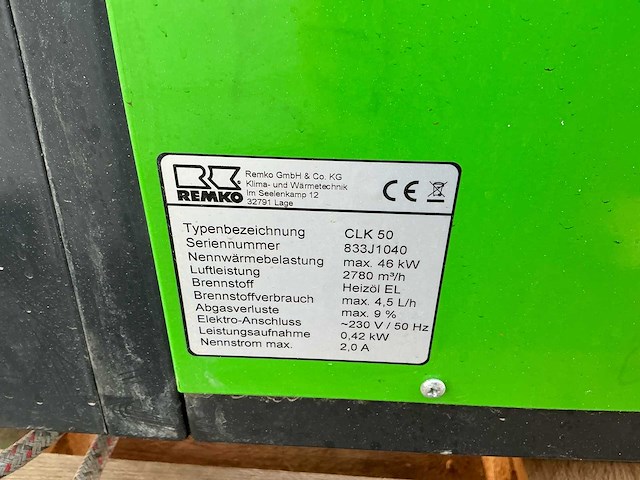 REMKO
Remko GmbH & Co. KG
Klima- und Wärmetechnik
Im Seelenkamp 12
32791 Lage
CE
Typenbezeichnung CLK 50
Seriennummer 833J1040
Nennwärmebelastung max. 46 kW
Luftleistung 2780 m³/h
Brennstoff Heizöl EL
Brennstoffverbrauch max. 4,5 L/h
Abgasverluste max. 9 %
Elektro-Anschluss ~230 V / 50 Hz
Leistungsaufnahme 0,42 kW
Nennstrom max. 2,0 A